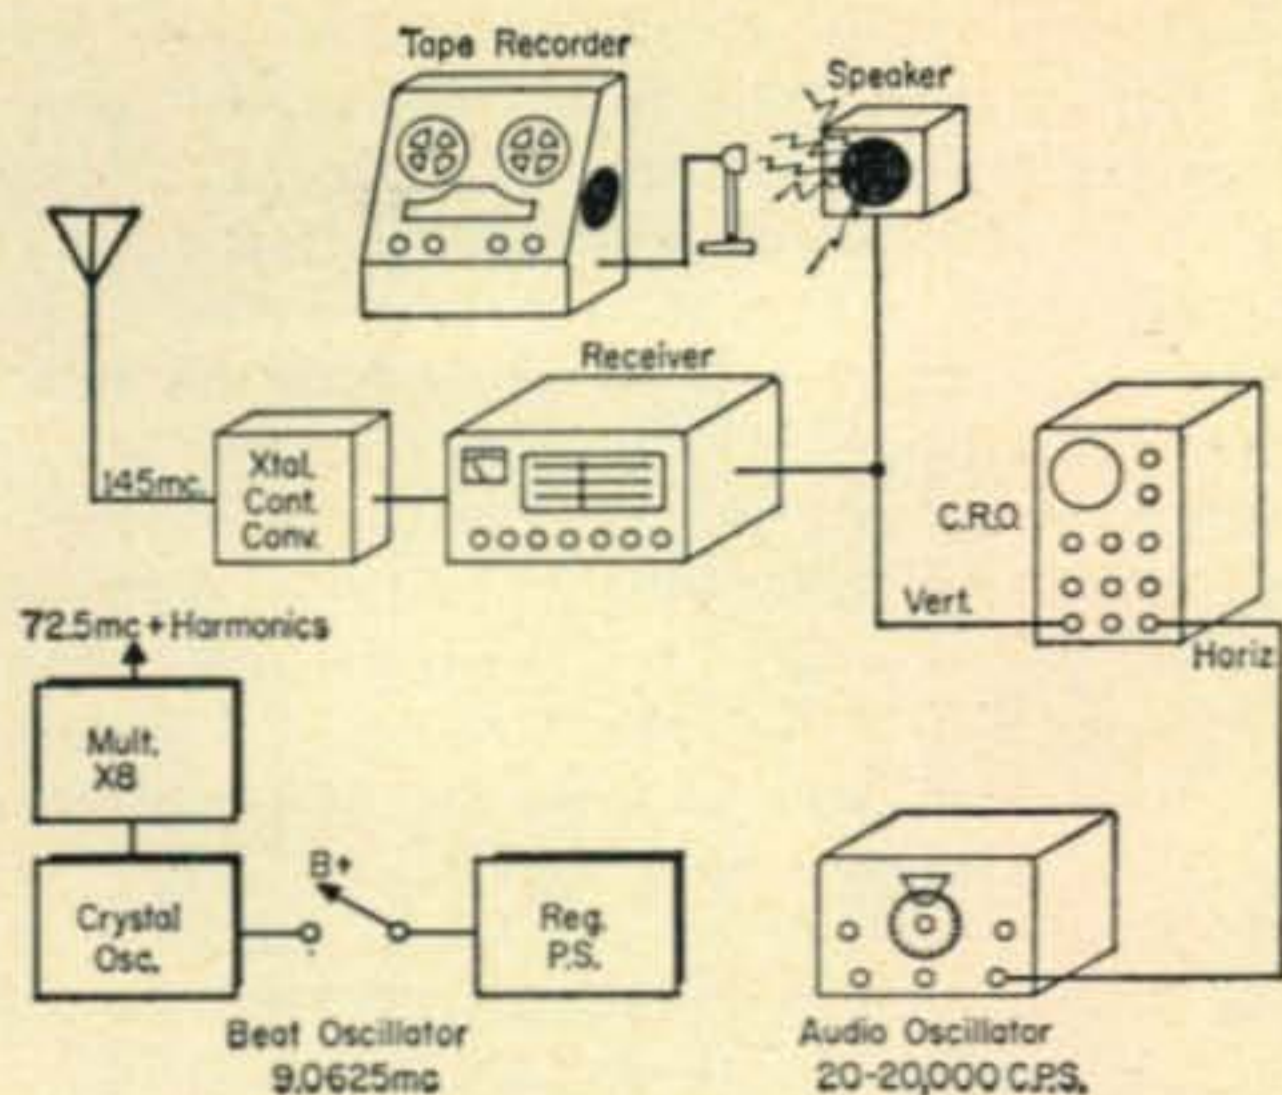 Tape Recorder
Speaker
Receiver
145mc.
Xtal.
Cont.
Conv.
C.R.O.
Vert.
Horiz.
72.5mc + Harmonics
Mult.
X8
B+
Crystal
Osc.
Reg.
P.S.
Beat Oscillator
9.0625mc
Audio Oscillator
20-20,000 C.P.S.